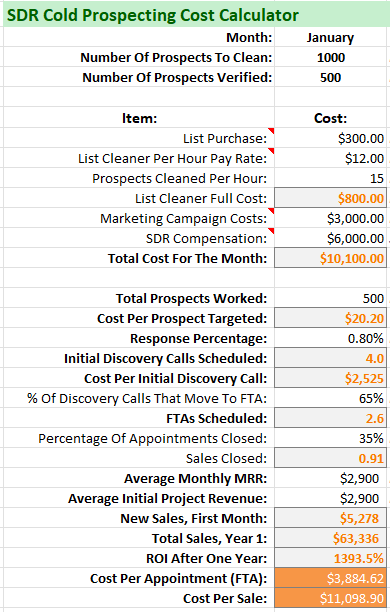 SDR Cold Prospecting Cost Calculator
Month: January
Number Of Prospects To Clean: 1000
Number Of Prospects Verified: 500
Item: Cost:
List Purchase: $300.00
List Cleaner Per Hour Pay Rate: $12.00
Prospects Cleaned Per Hour: 15
List Cleaner Full Cost: $800.00
Marketing Campaign Costs: $3,000.00
SDR Compensation: $6,000.00
Total Cost For The Month: $10,100.00
Total Prospects Worked: 500
Cost Per Prospect Targeted: $20.20
Response Percentage: 0.80%
Initial Discovery Calls Scheduled: 4.0
Cost Per Initial Discovery Call: $2,525
% Of Discovery Calls That Move To FTA: 65%
FTAs Scheduled: 2.6
Percentage Of Appointments Closed: 35%
Sales Closed: 0.91
Average Monthly MRR: $2,900
Average Initial Project Revenue: $2,900
New Sales, First Month: $5,278
Total Sales, Year 1: $63,336
ROI After One Year: 1393.5%
Cost Per Appointment (FTA): $3,884.62
Cost Per Sale: $11,098.90